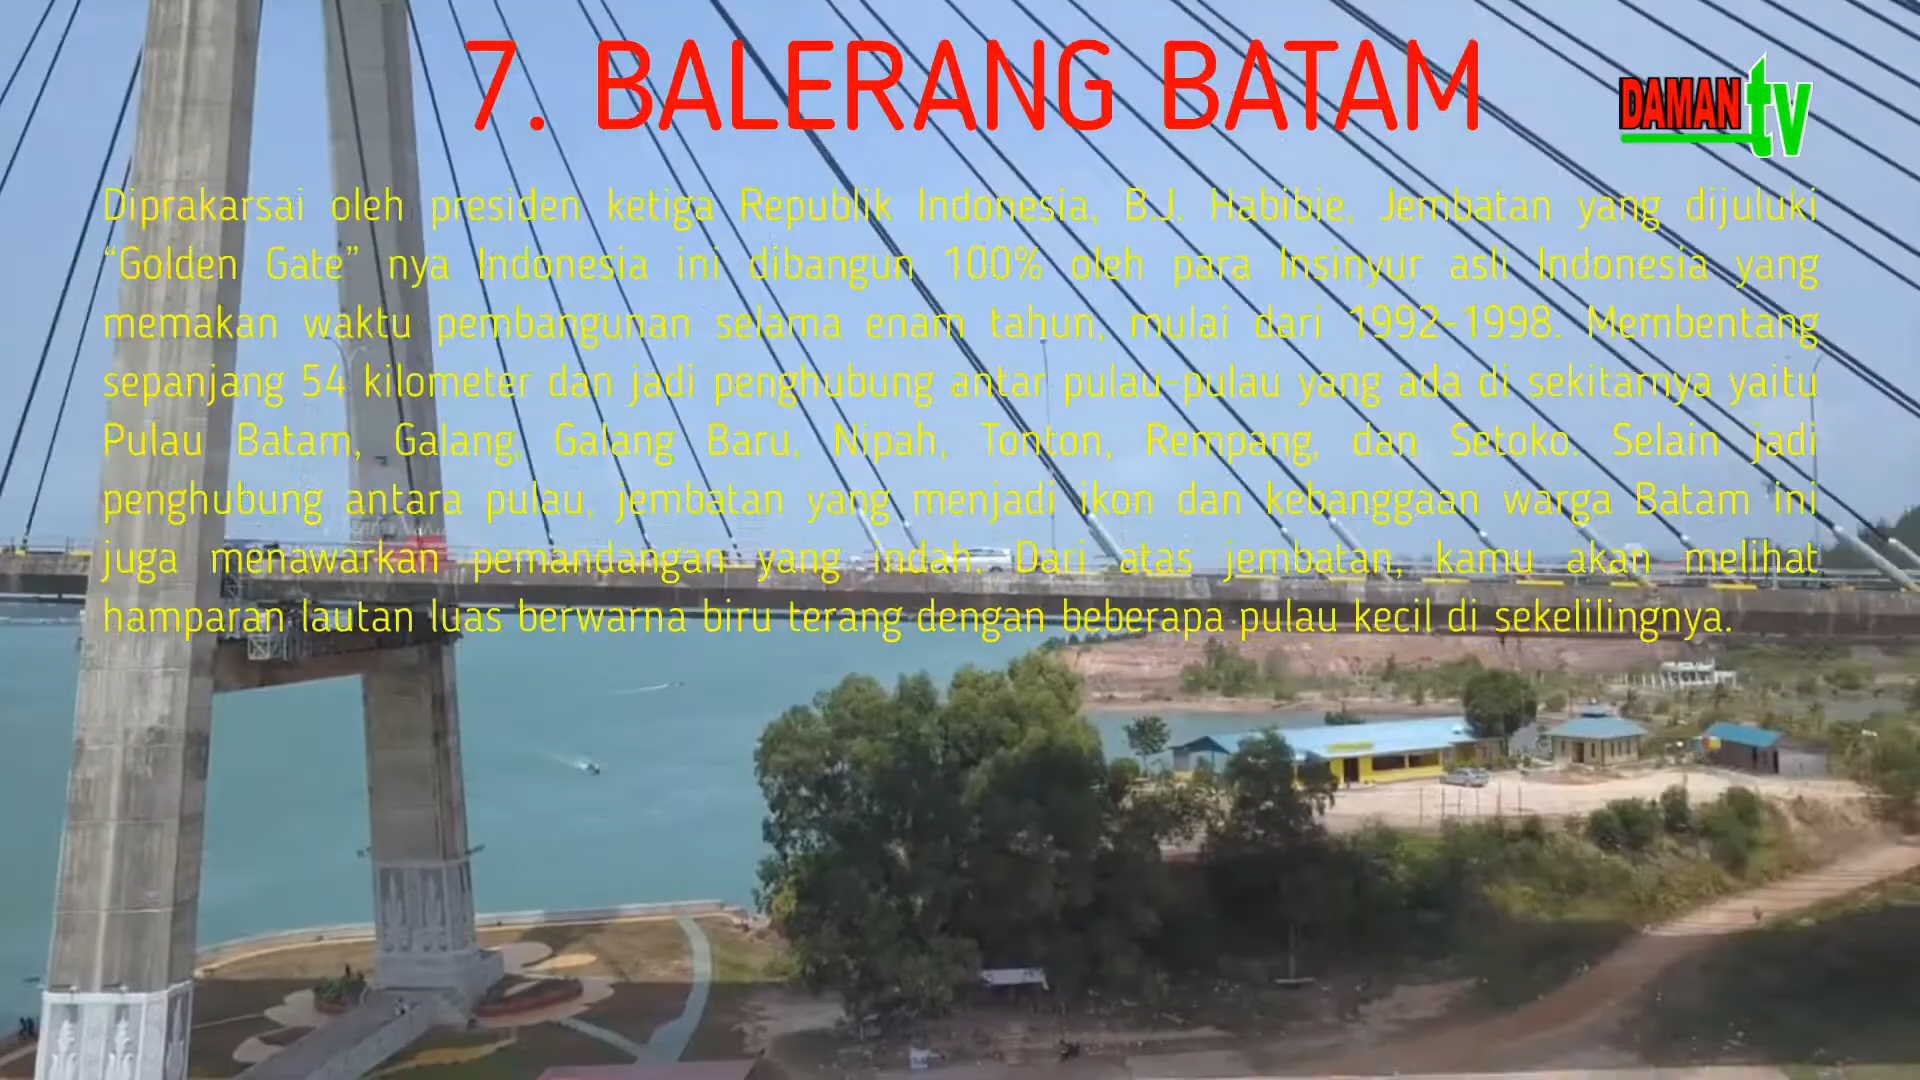 7. BALERANG BATAM
DAMAN tv
Diprakarsai oleh presiden ketiga Republik Indonesia, B.J. Habibie, Jembatan yang dijuluki
“Golden Gate” nya Indonesia ini dibangun 100% oleh para Insinyur asli Indonesia yang
memakan waktu pembangunan selama enam tahun, mulai dari 1992-1998. Mernbentang
sepanjang 54 kilometer dan jadi penghubung antar pulau-pulau yang ada di sekitarnya yaitu
Pulau Batam, Galang, Galang Baru, Nipah, Tonton, Rempang, dan Setoko. Selain jadi
penghubung antara pulau, jembatan yang menjadi ikon dan kebanggaan warga Batam ini
juga menawarkan pemandangan yang indah. Dari atas jembatan, kamu akan melihat
hamparan lautan luas berwarna biru terang dengan beberapa pulau kecil di sekelilingnya.